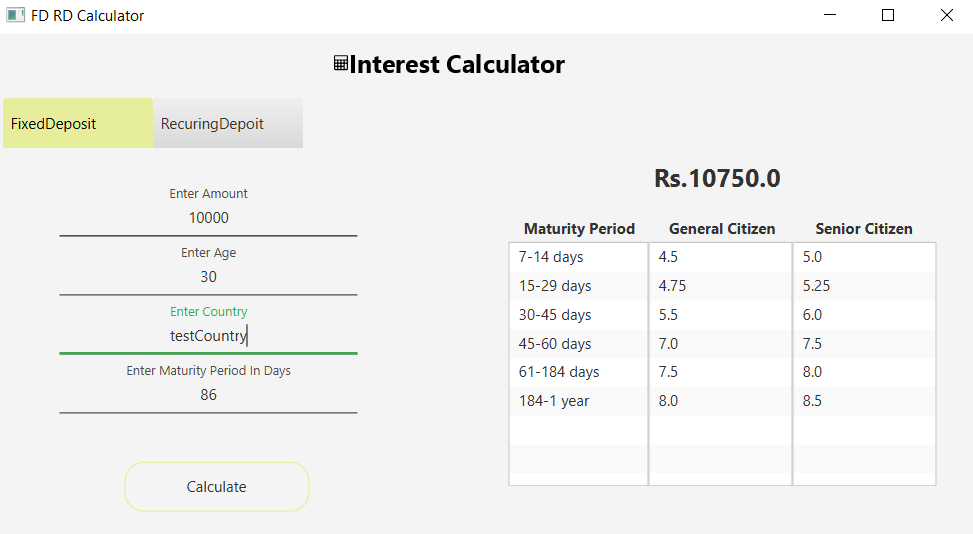 FD RD Calculator
Interest Calculator
FixedDeposit RecuringDepoit
Enter Amount
10000
Enter Age
30
Enter Country
testCountry
Enter Maturity Period In Days
86
Calculate
Rs.10750.0
Maturity Period General Citizen Senior Citizen
7-14 days 4.5 5.0
15-29 days 4.75 5.25
30-45 days 5.5 6.0
45-60 days 7.0 7.5
61-184 days 7.5 8.0
184-1 year 8.0 8.5